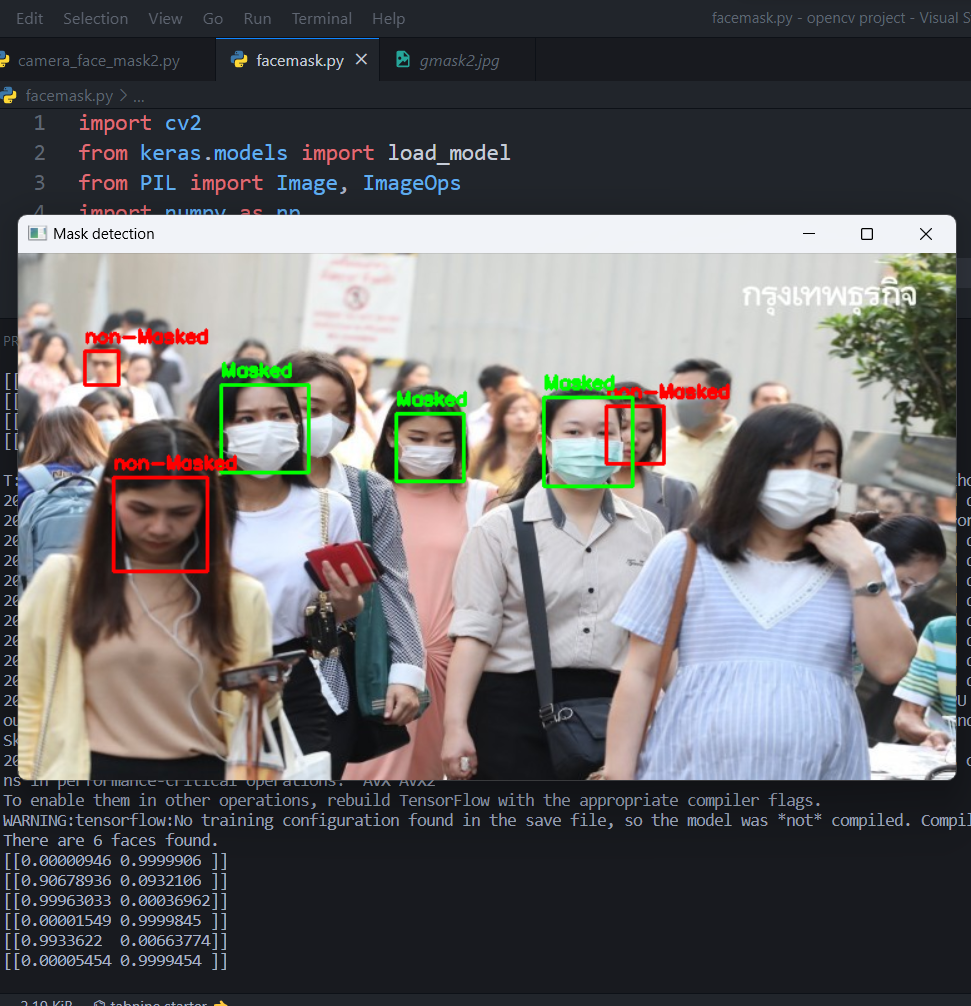 Edit Selection View Go Run Terminal Help facemask.py - opencv project - Visual S
camera_face_mask2.py facemask.py gmask2.jpg
facemask.py > ...
1 import cv2
2 from keras.models import load_model
3 from PIL import Image, ImageOps
4 import numpy as np
Mask detection
กรุงเทพธุรกิจ
non-Masked
Masked
Masked
Masked
non-Masked
non-Masked
ns in performance-critical operations: AVX AVX2
To enable them in other operations, rebuild TensorFlow with the appropriate compiler flags.
WARNING:tensorflow:No training configuration found in the save file, so the model was *not* compiled. Compil
There are 6 faces found.
[[0.00000946 0.9999906 ]]
[[0.90678936 0.0932106 ]]
[[0.99963033 0.00036962]]
[[0.00001549 0.9999845 ]]
[[0.9933622  0.00663774]]
[[0.00005454 0.9999454 ]]
2.19 KiB tabnine starter